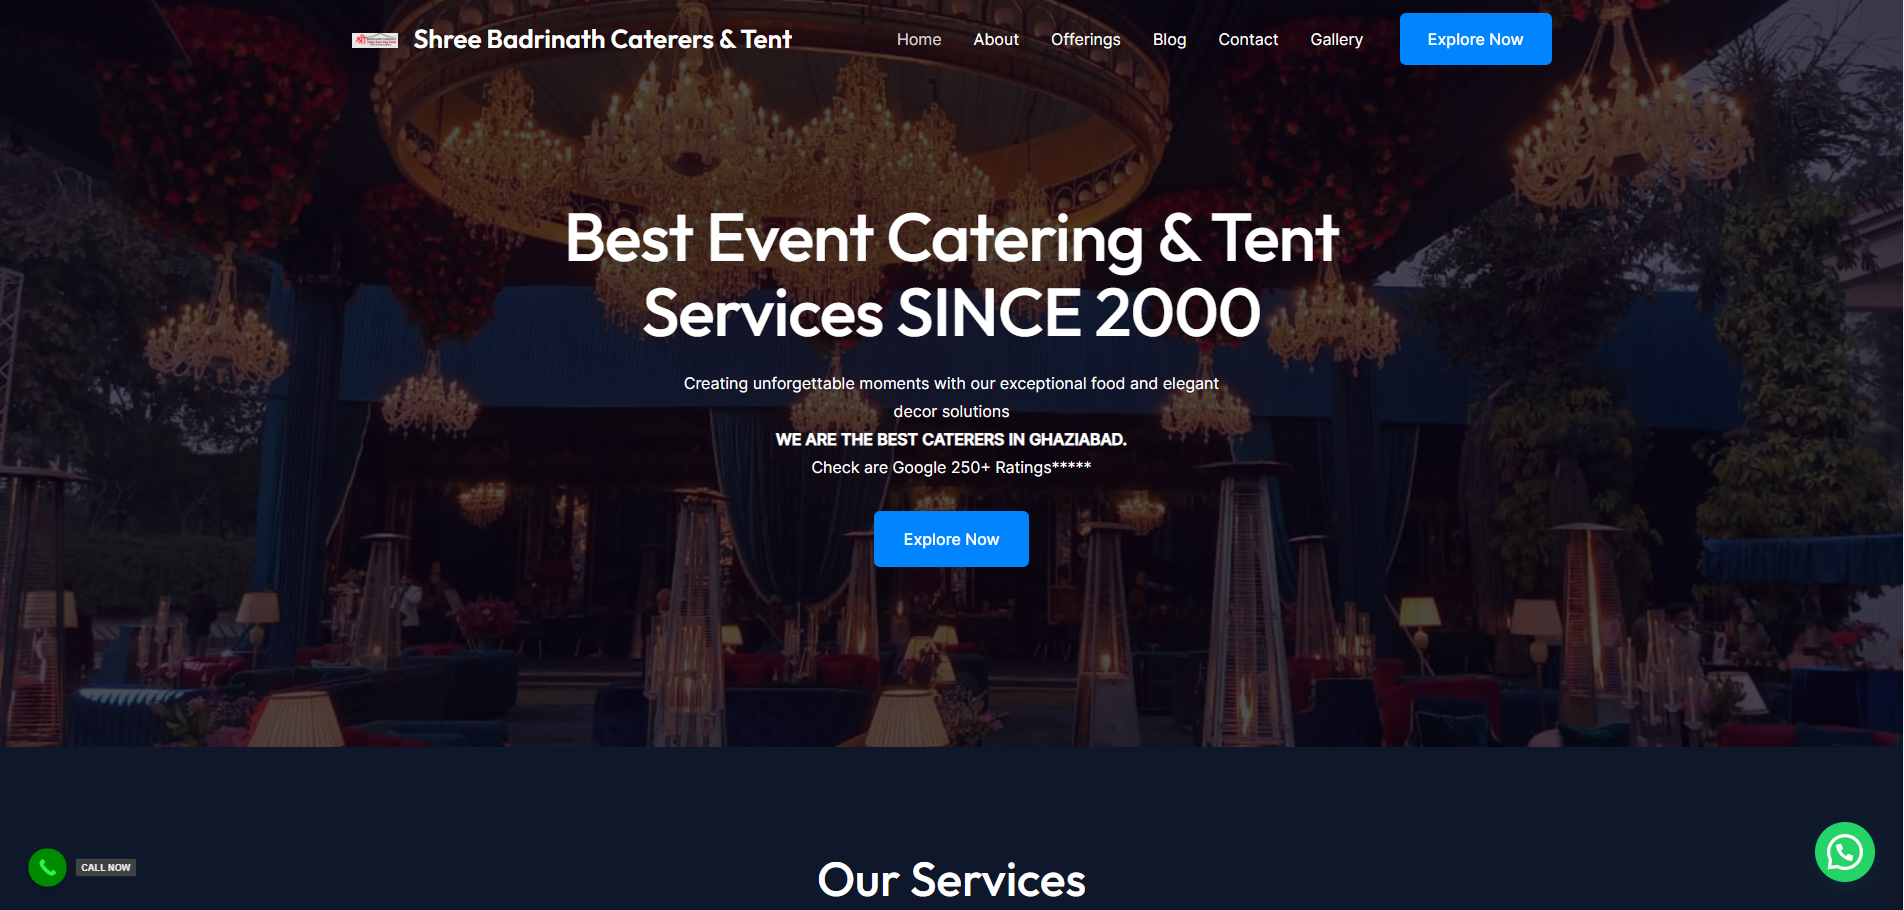 Shree Badrinath Caterers & Tent
Home
About
Offerings
Blog
Contact
Gallery
Explore Now
Best Event Catering & Tent
Services SINCE 2000
Creating unforgettable moments with our exceptional food and elegant
decor solutions
WE ARE THE BEST CATERERS IN GHAZIABAD.
Check are Google 250+ Ratings*****
Explore Now
CALL NOW
Our Services